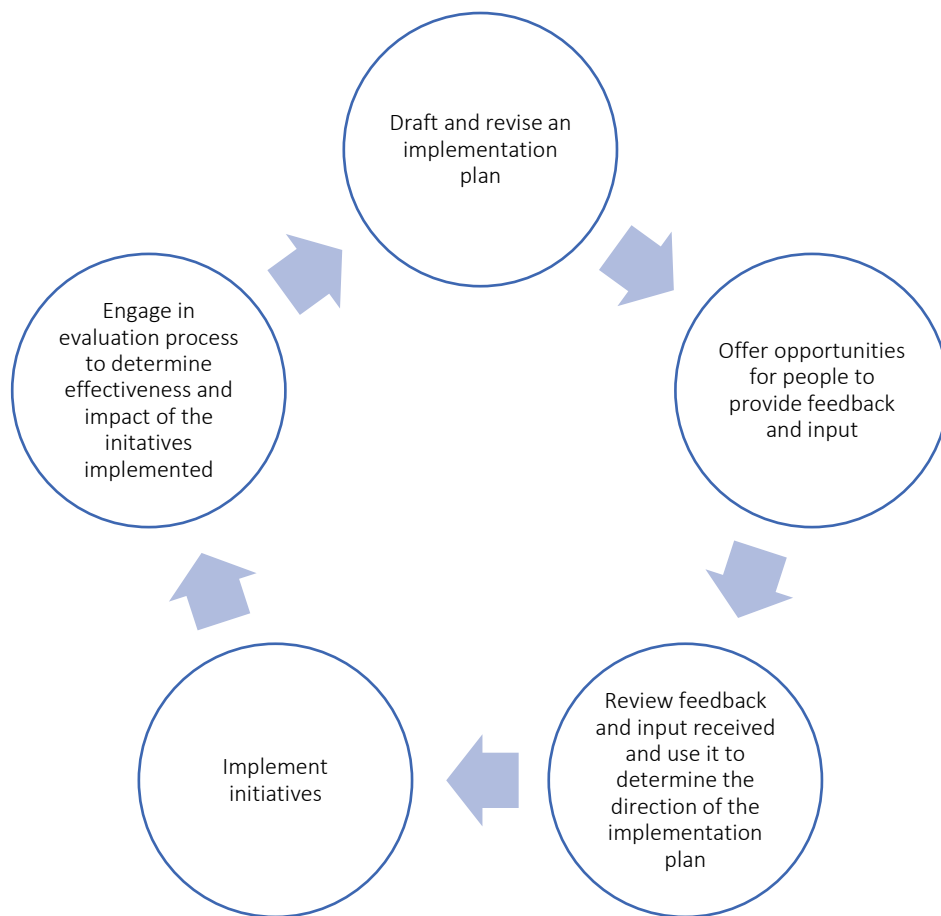 Draft and revise an
implementation
plan
Offer opportunities
for people to
provide feedback
and input
Review feedback
and input received
and use it to
determine the
direction of the
implementation
plan
Implement
initiatives
Engage in
evaluation process
to determine
effectiveness and
impact of the
initatives
implemented